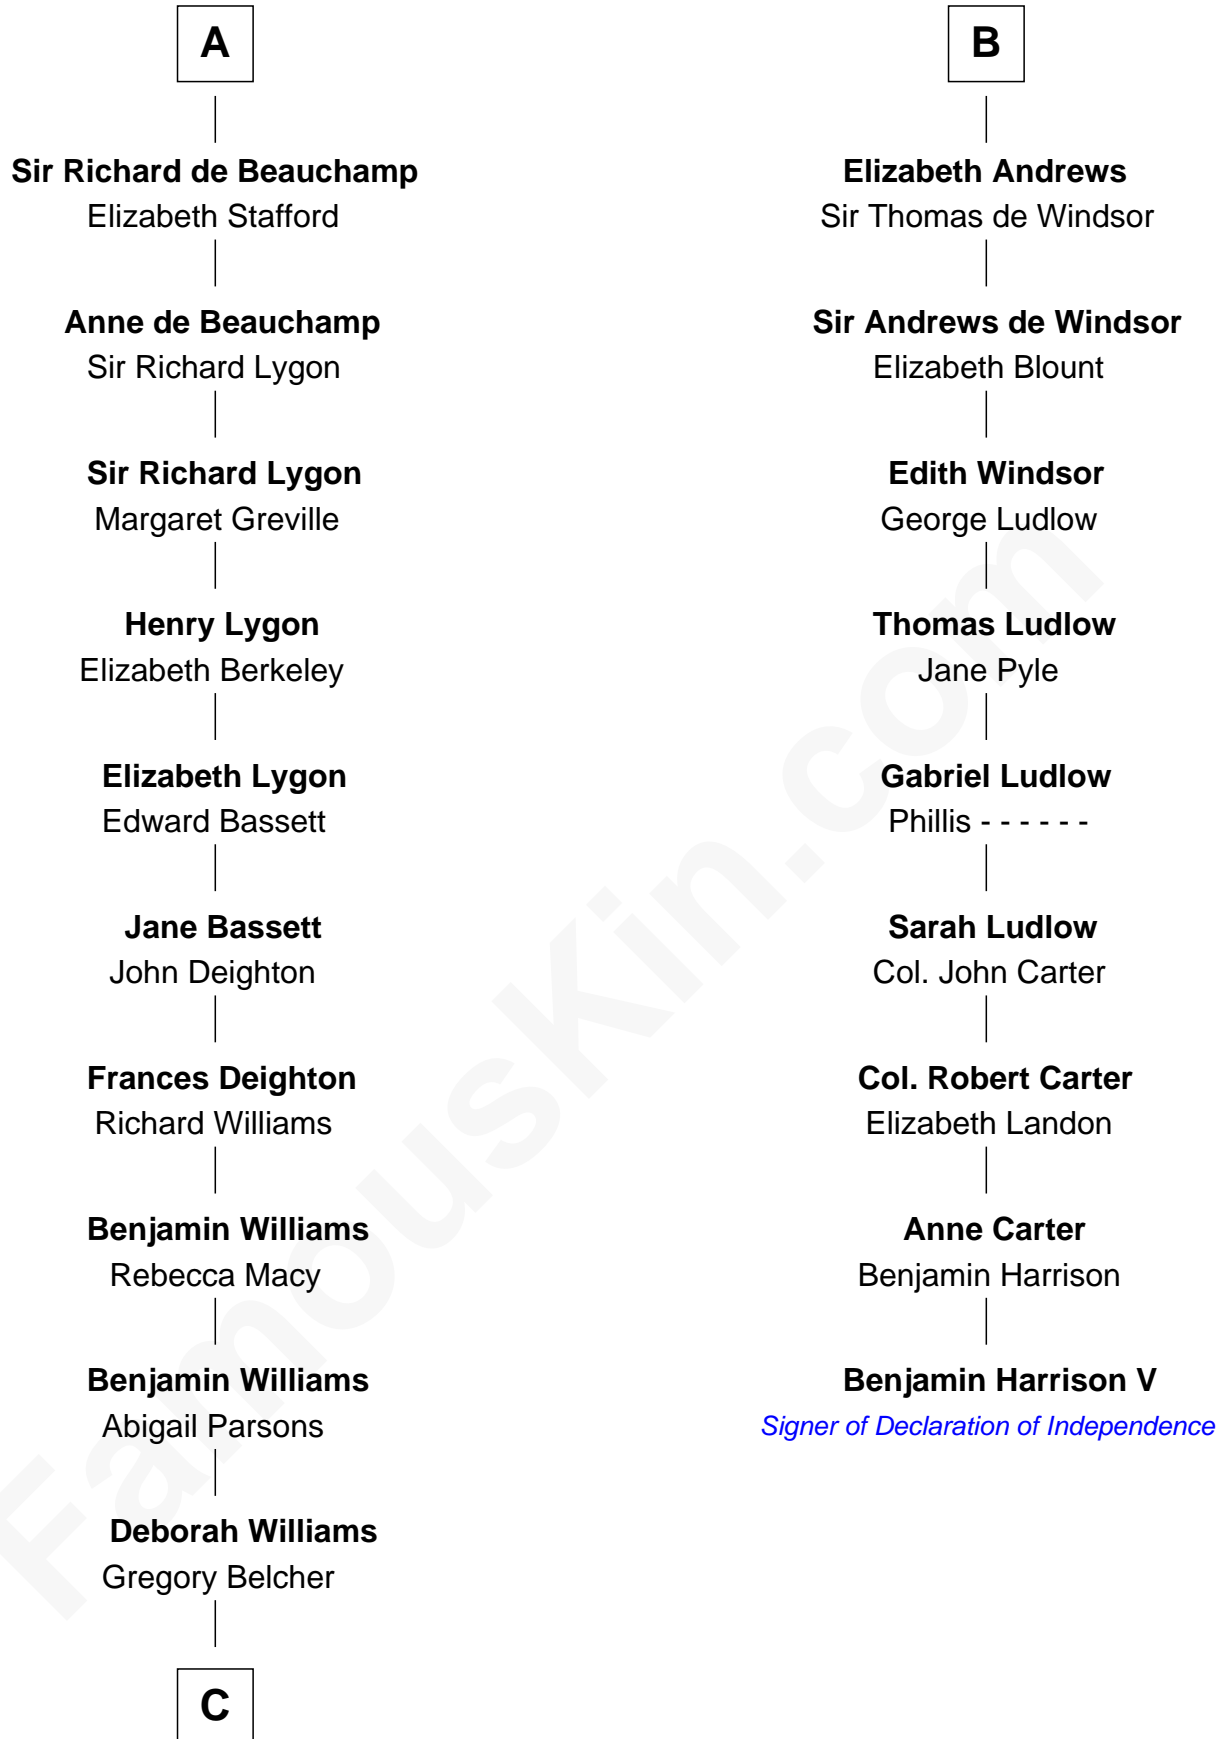 A
Sir Richard de Beauchamp
Elizabeth Stafford
Anne de Beauchamp
Sir Richard Lygon
Sir Richard Lygon
Margaret Greville
Henry Lygon
Elizabeth Berkeley
Elizabeth Lygon
Edward Bassett
Jane Bassett
John Deighton
Frances Deighton
Richard Williams
Benjamin Williams
Rebecca Macy
Benjamin Williams
Abigail Parsons
Deborah Williams
Gregory Belcher
C
B
Elizabeth Andrews
Sir Thomas de Windsor
Sir Andrews de Windsor
Elizabeth Blount
Edith Windsor
George Ludlow
Thomas Ludlow
Jane Pyle
Gabriel Ludlow
Phillis - - - - - -
Sarah Ludlow
Col. John Carter
Col. Robert Carter
Elizabeth Landon
Anne Carter
Benjamin Harrison
Benjamin Harrison V
Signer of Declaration of Independence
FamousKin.com